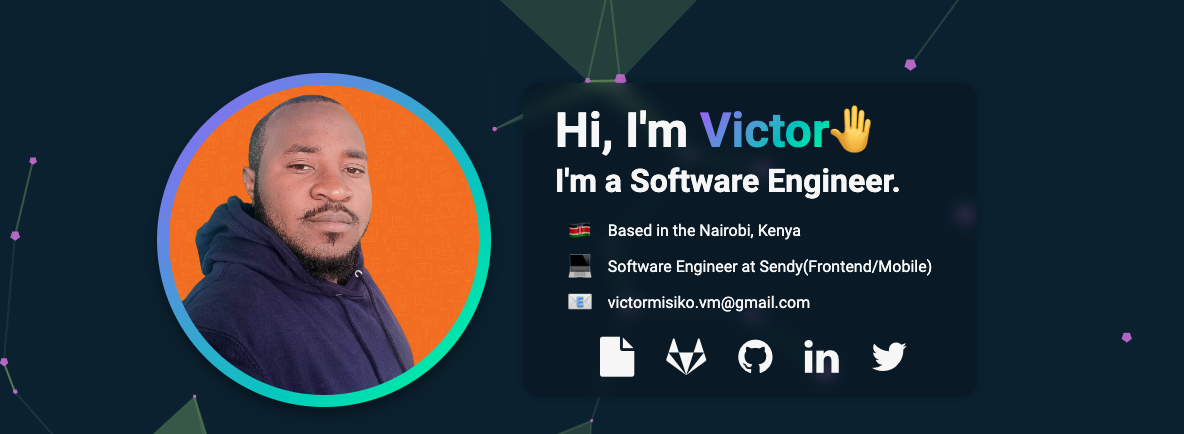 Hi, I'm Victor🤚
I'm a Software Engineer.
🇰🇪 Based in the Nairobi, Kenya
💻 Software Engineer at Sendy(Frontend/Mobile)
📧 victormisiko.vm@gmail.com
in